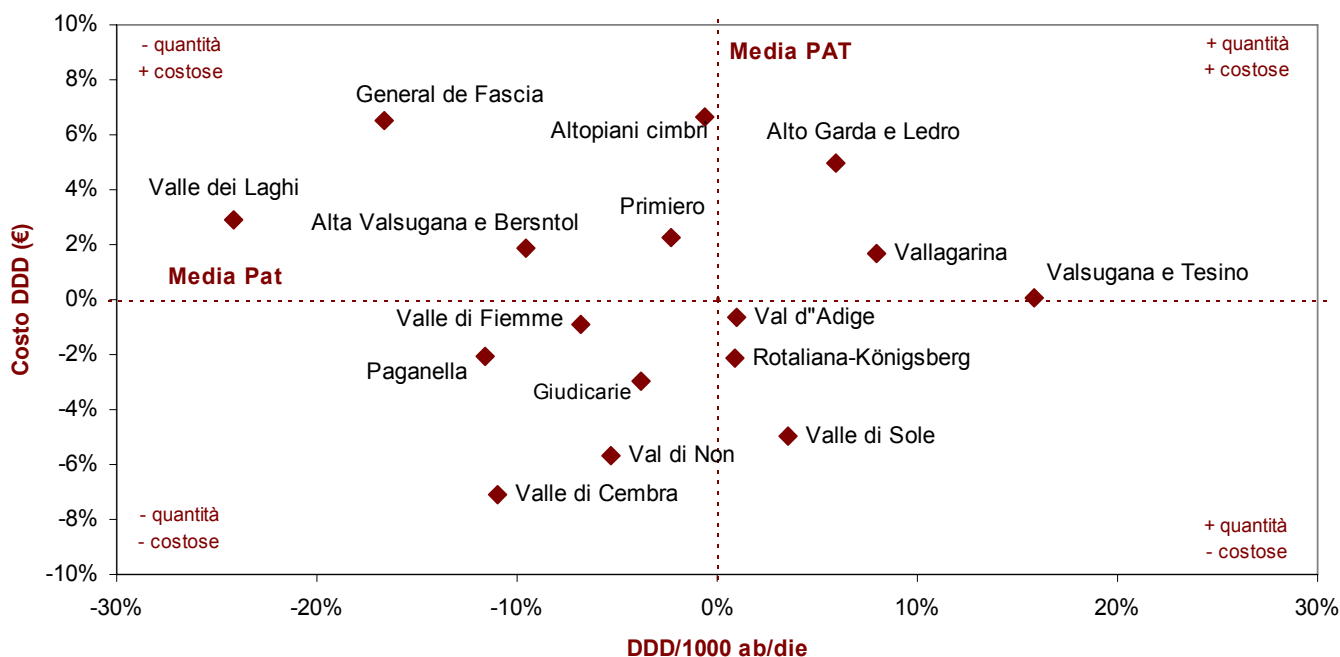 10%
- quantità
+ costose
Media PAT
+ quantità
+ costose
8%
General de Fascia
6%
Altopiani cimbri
Alto Garda e Ledro
4%
Valle dei Laghi
Alta Valsugana e Bersntol
Primiero
2%
Vallagarina
Valsugana e Tesino
Media Pat
0%
Valle di Fiemme
Val d"Adige
-2%
Paganella
Rotaliana-Königsberg
Giudicarie
-4%
Valle di Sole
Val di Non
-6%
Valle di Cembra
-8%
- quantità
- costose
+ quantità
- costose
-10%
Costo DDD (€)
-30%
-20%
-10%
0%
10%
20%
30%
DDD/1000 ab/die